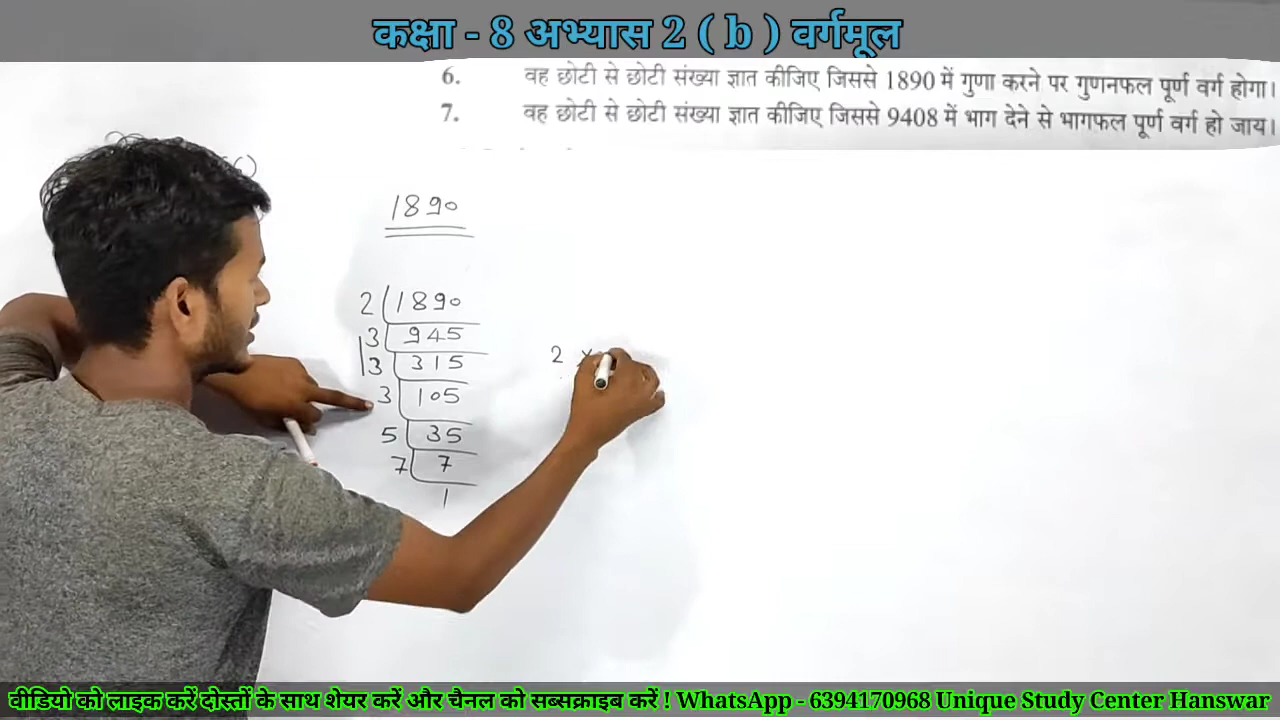 कक्षा - 8 अभ्यास 2 ( b ) वर्गमूल
6. वह छोटी से छोटी संख्या ज्ञात कीजिए जिससे 1890 में गुणा करने पर गुणनफल पूर्ण वर्ग होगा।
7. वह छोटी से छोटी संख्या ज्ञात कीजिए जिससे 9408 में भाग देने से भागफल पूर्ण वर्ग हो जाय।
1890
2 1890
3 945
3 315
3 105
5 35
7 7
1
2 ×
वीडियो को लाइक करें दोस्तों के साथ शेयर करें और चैनल को सब्सक्राइब करें ! WhatsApp - 6394170968 Unique Study Center Hanswar